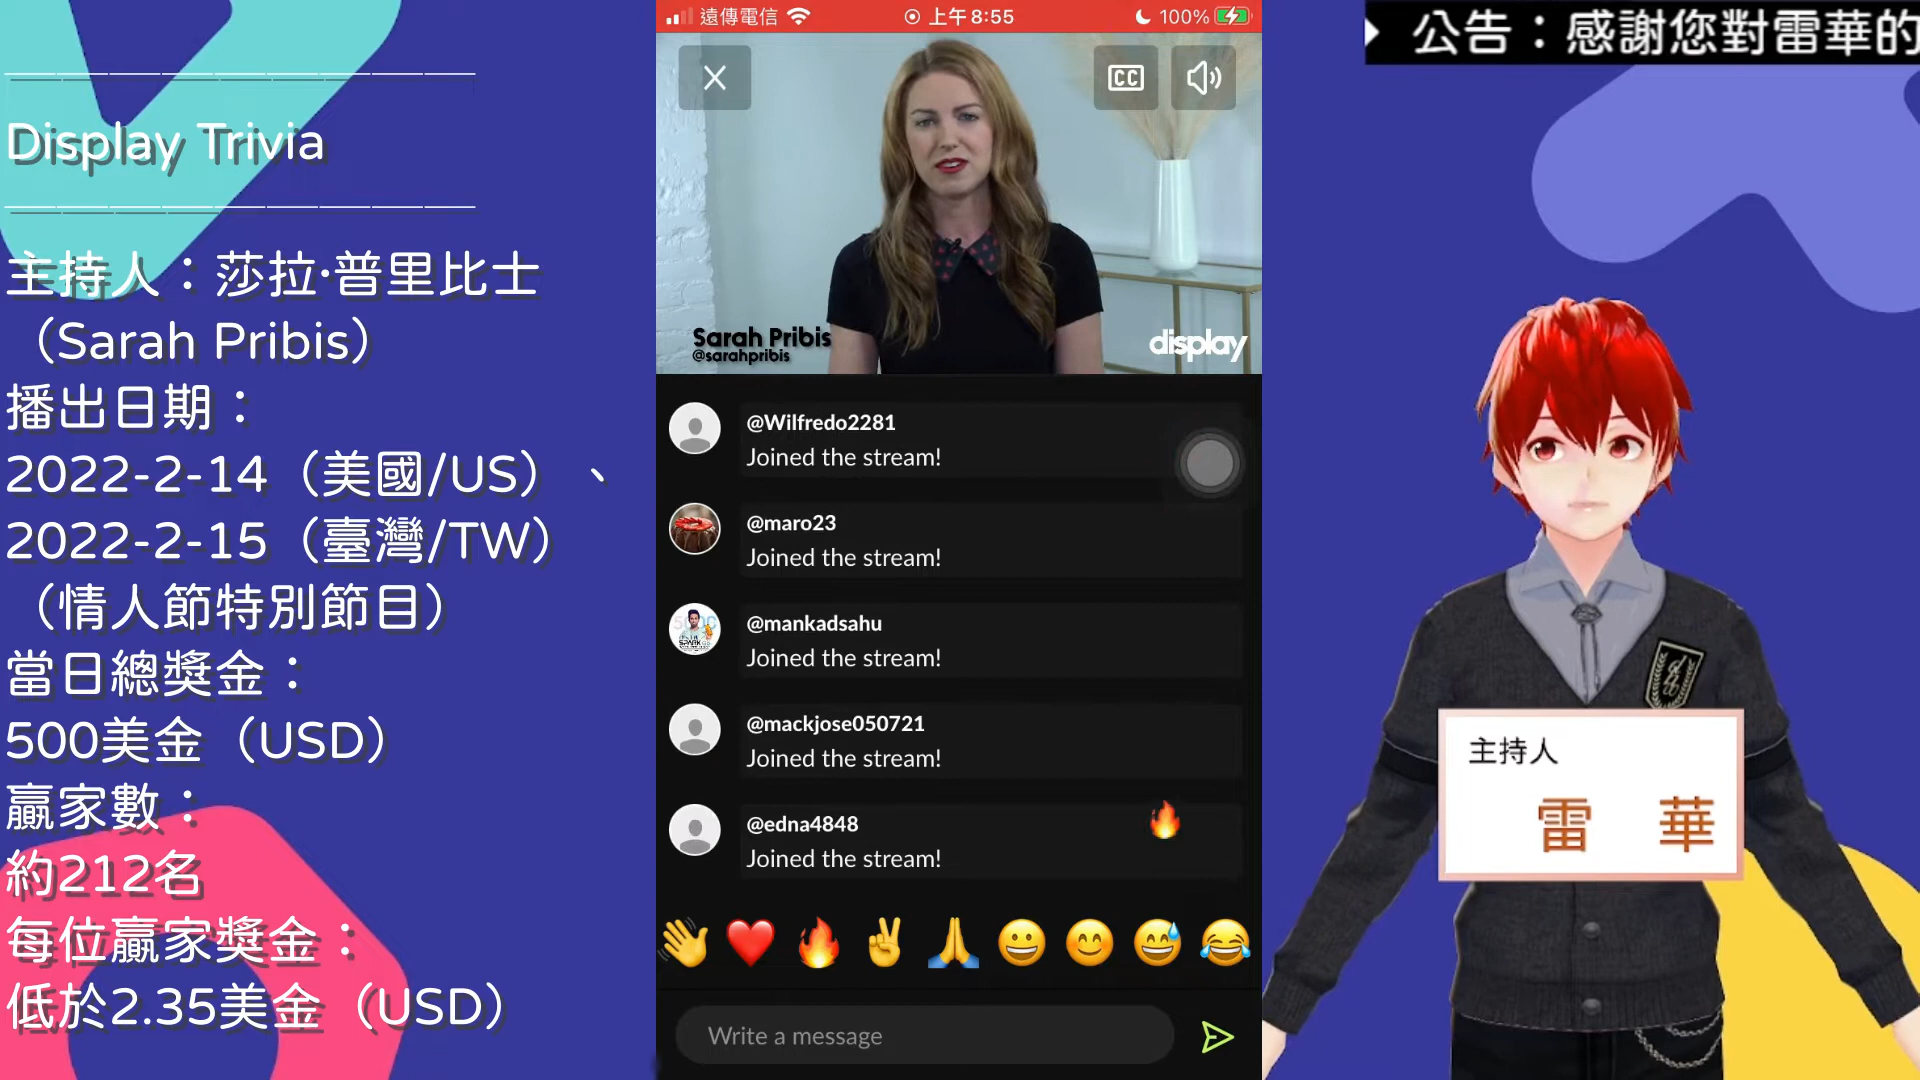 Display Trivia
主持人：莎拉·普里比士
（Sarah Pribis）
播出日期：
2022-2-14（美國/US）、
2022-2-15（臺灣/TW）
（情人節特別節目）
當日總獎金：
500美金（USD）
贏家數：
約212名
每位贏家獎金：
低於2.35美金（USD）
遠傳電信
上午8:55
100%
CC
Sarah Pribis
@sarahpribis
display
@Wilfredo2281
Joined the stream!
@maro23
Joined the stream!
@mankadsahu
Joined the stream!
@mackjose050721
Joined the stream!
@edna4848
Joined the stream!
Write a message
公告：感謝您對雷華的
主持人
雷 華